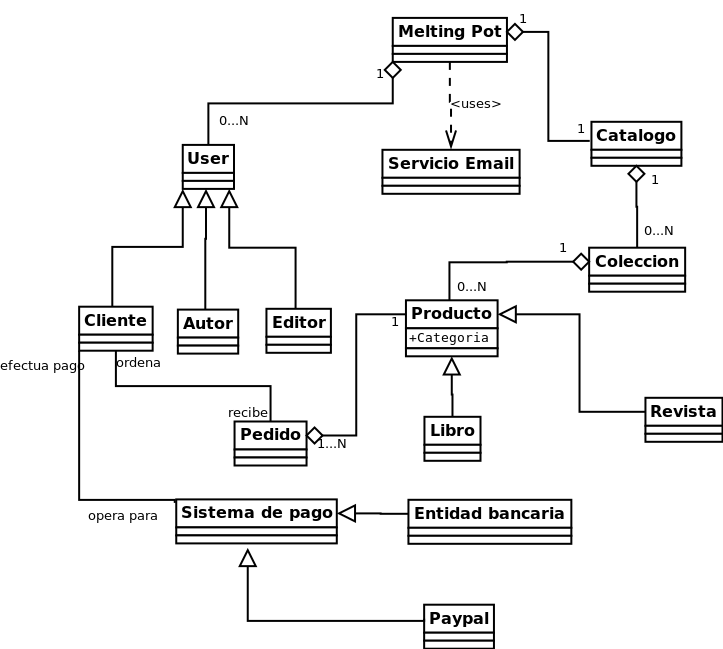 1
Melting Pot
1
<uses>
0...N
1
Catalogo
User
Servicio Email
1
0...N
1
Coleccion
0...N
Cliente
Autor
Editor
Producto
1
+Categoria
efectua pago
ordena
recibe
Revista
Pedido
1...N
Libro
Sistema de pago
Entidad bancaria
opera para
Paypal